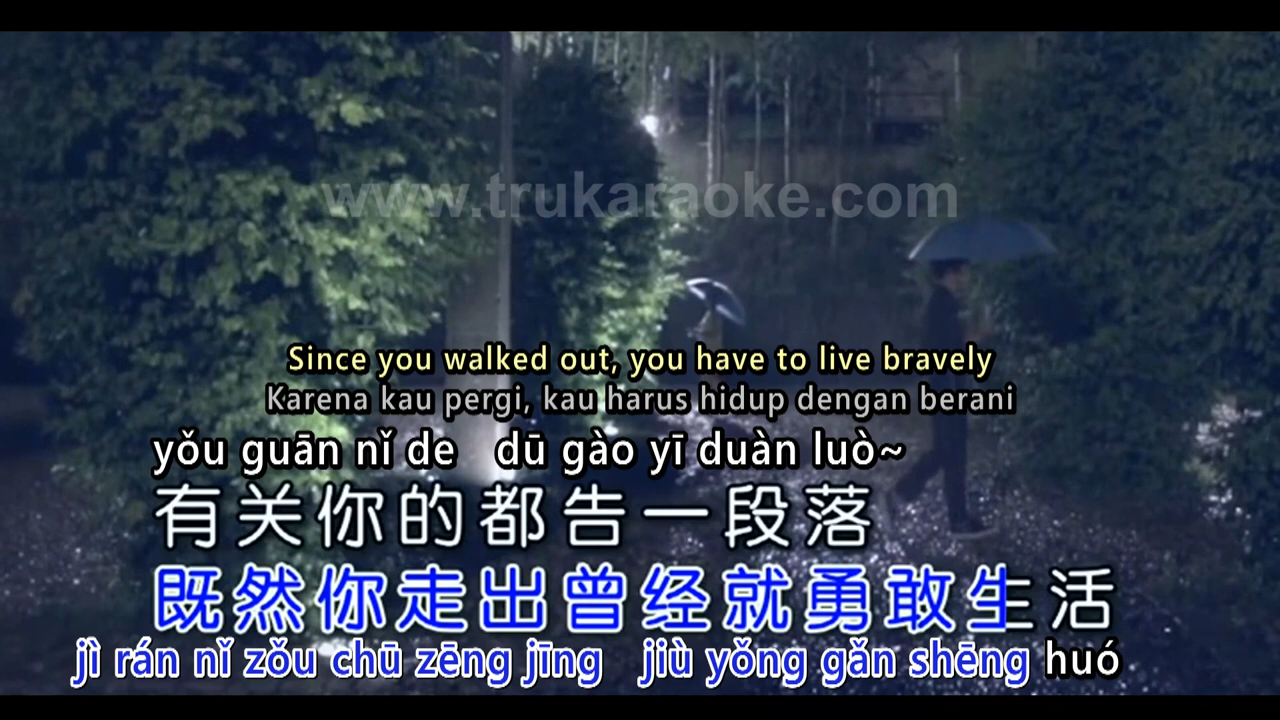 www.trukaraoke.com
Since you walked out, you have to live bravely
Karena kau pergi, kau harus hidup dengan berani
yǒu guān nǐ de dū gào yī duàn luò~
有关你的都告一段落
既然你走出曾经就勇敢生活
jì rán nǐ zǒu chū zēng jīng jiù yǒng gǎn shēng huó